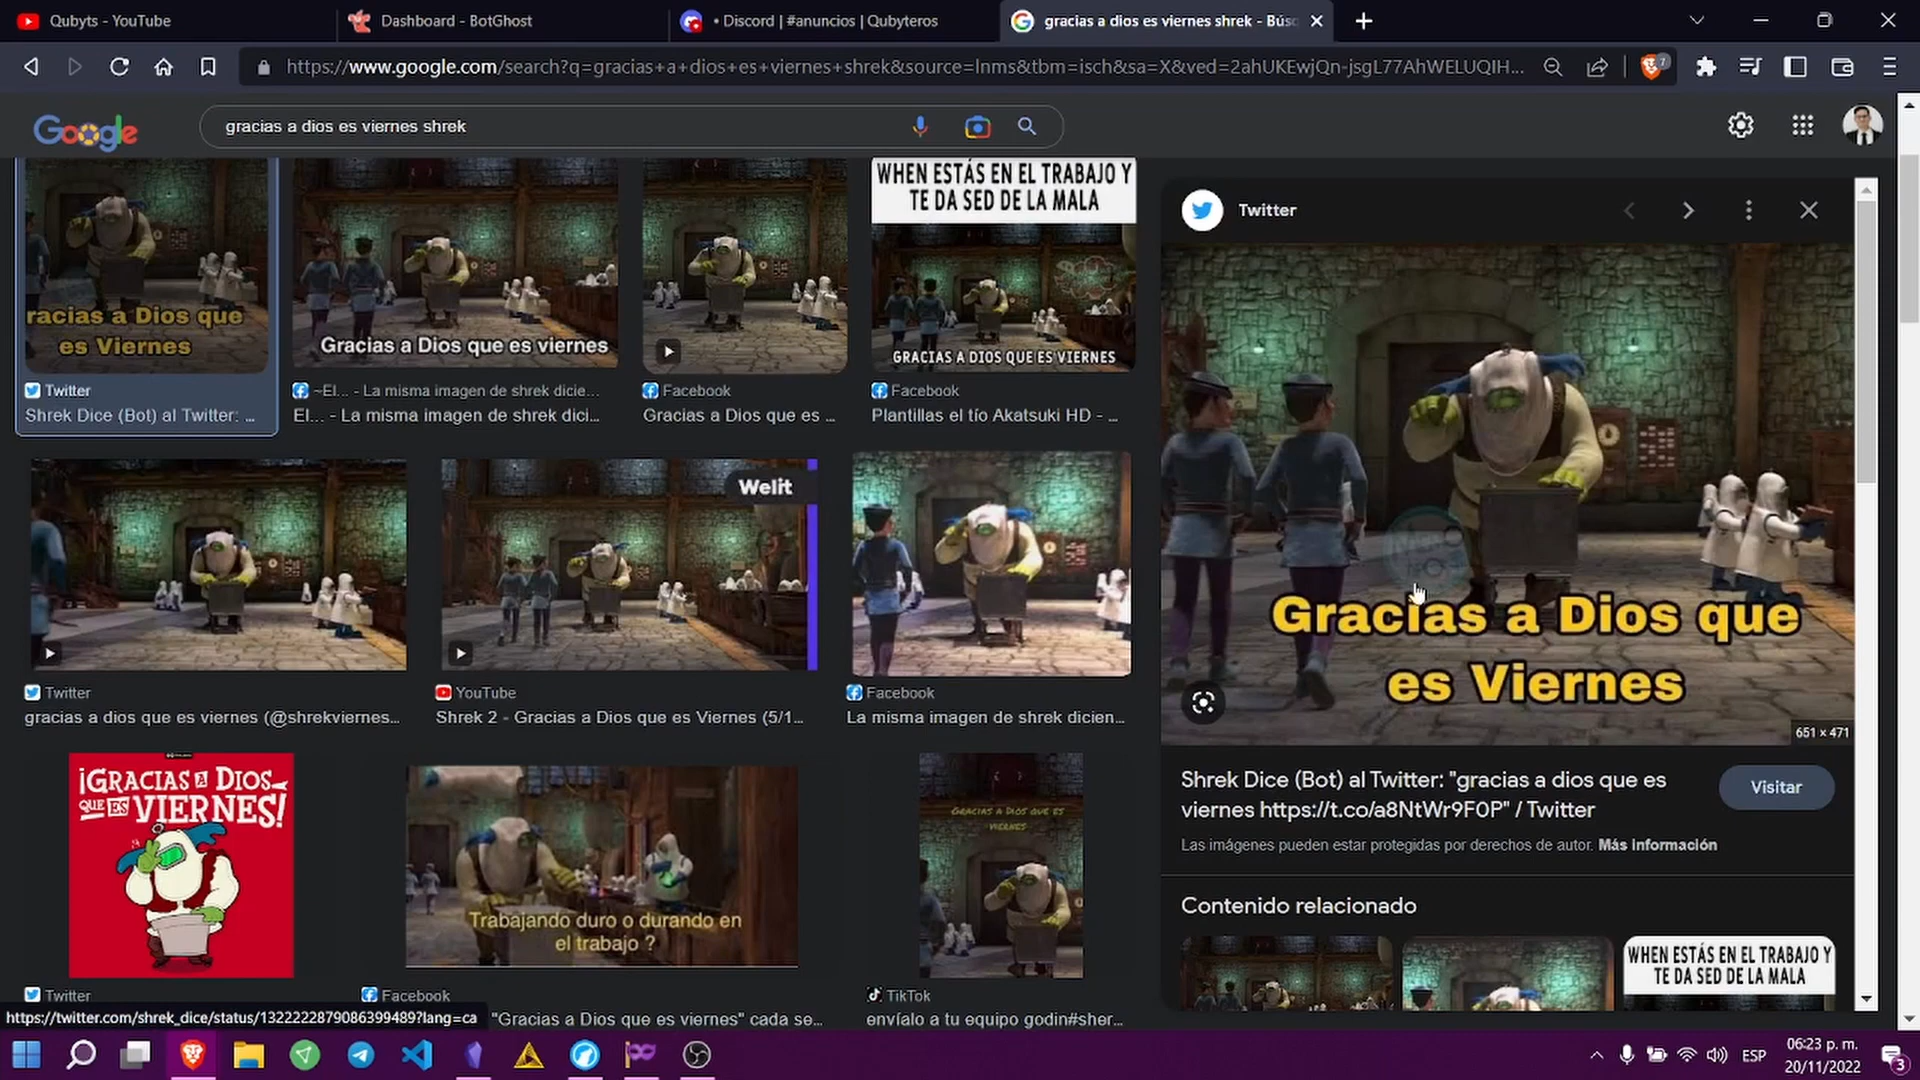 Qubyts - YouTube
Dashboard - BotGhost
• Discord | #anuncios | Qubyteros
gracias a dios es viernes shrek - Búsc
https://www.google.com/search?q=gracias+a+dios+es+viernes+shrek&source=lnms&tbm=isch&sa=X&ved=2ahUKEwjQn-jsgL77AhWELUQIH...
7
Google
gracias a dios es viernes shrek
racias a Dios que
es Viernes
Twitter
Shrek Dice (Bot) al Twitter: ...
Gracias a Dios que es viernes
~El... - La misma imagen de shrek dicie...
El... - La misma imagen de shrek dici...
Facebook
Gracias a Dios que es ...
WHEN ESTÁS EN EL TRABAJO Y
TE DA SED DE LA MALA
GRACIAS A DIOS QUE ES VIERNES
Facebook
Plantillas el tío Akatsuki HD - ...
Twitter
gracias a dios que es viernes (@shrekviernes...
Welit
YouTube
Shrek 2 - Gracias a Dios que es Viernes (5/1...
Facebook
La misma imagen de shrek dicien...
¡GRACIAS A DIOS
QUE ES VIERNES!
Twitter
Trabajando duro o durando en
el trabajo ?
Facebook
"Gracias a Dios que es viernes" cada se...
GRACIAS A DIOS QUE ES
VIERNES
TikTok
envíalo a tu equipo godin#sher...
Twitter
Gracias a Dios que
es Viernes
651 × 471
Shrek Dice (Bot) al Twitter: "gracias a dios que es
viernes https://t.co/a8NtWr9F0P" / Twitter
Visitar
Las imágenes pueden estar protegidas por derechos de autor. Más información
Contenido relacionado
WHEN ESTÁS EN EL TRABAJO Y
TE DA SED DE LA MALA
https://twitter.com/shrek_dice/status/1322222879086399489?lang=ca
ESP
06:23 p. m.
20/11/2022
3